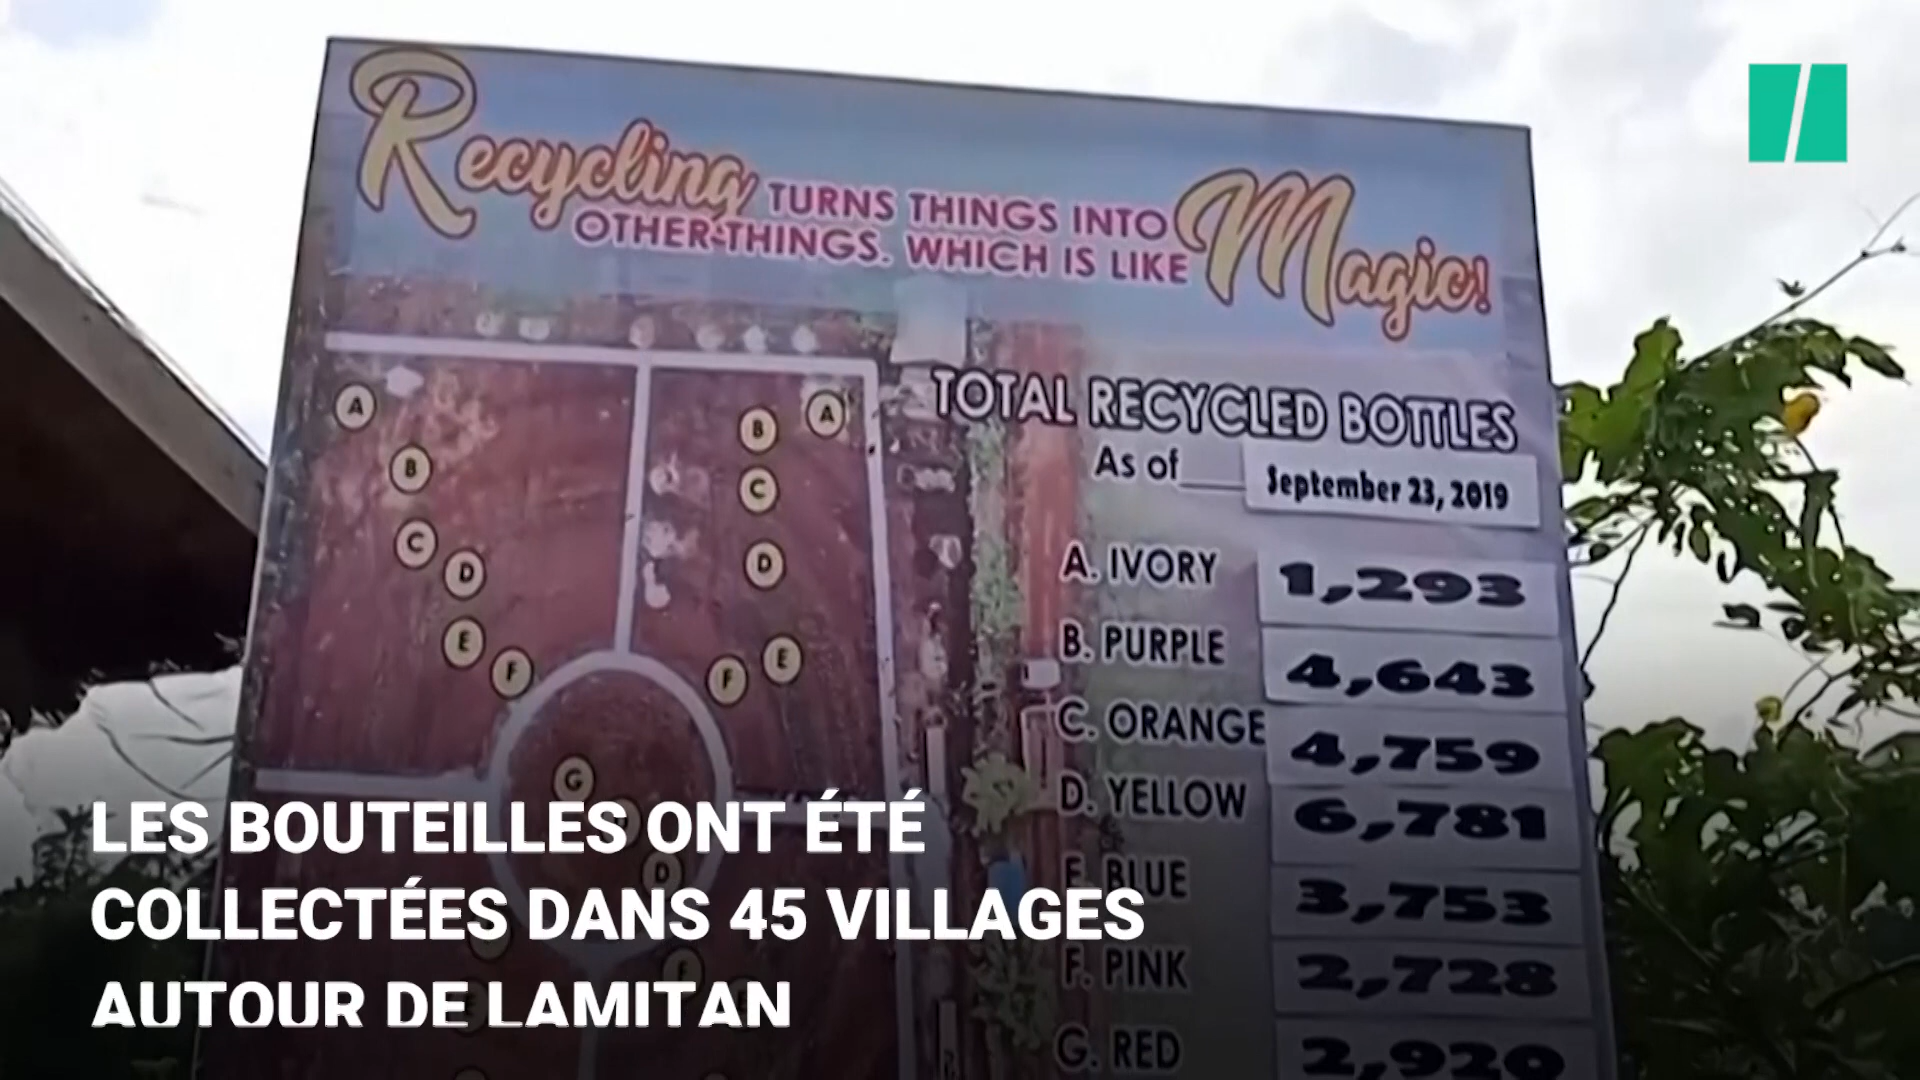 Recycling TURNS THINGS INTO
OTHER THINGS. WHICH IS LIKE Magic!
TOTAL RECYCLED BOTTLES
As of September 23, 2019
A. IVORY 1,293
B. PURPLE 4,643
C. ORANGE 4,759
D. YELLOW 6,781
E. BLUE 3,753
F. PINK 2,728
G. RED 2,920
A
B
C
D
E
F
A
B
C
D
E
F
G
D
F
E
LES BOUTEILLES ONT ÉTÉ
COLLECTÉES DANS 45 VILLAGES
AUTOUR DE LAMITAN